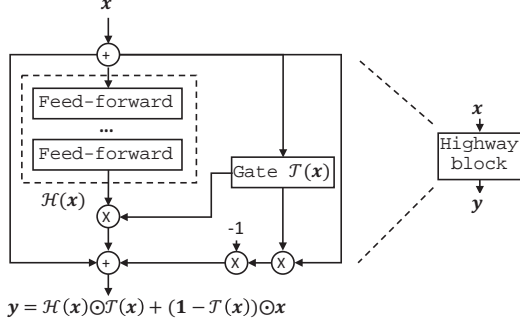 x
+
Feed-forward
...
Feed-forward
Gate 𝒯(x)
ℋ(x)
X
-1
+
X
X
y = ℋ(x)⊙𝒯(x) + (1 − 𝒯(x))⊙x
x
Highway
block
y